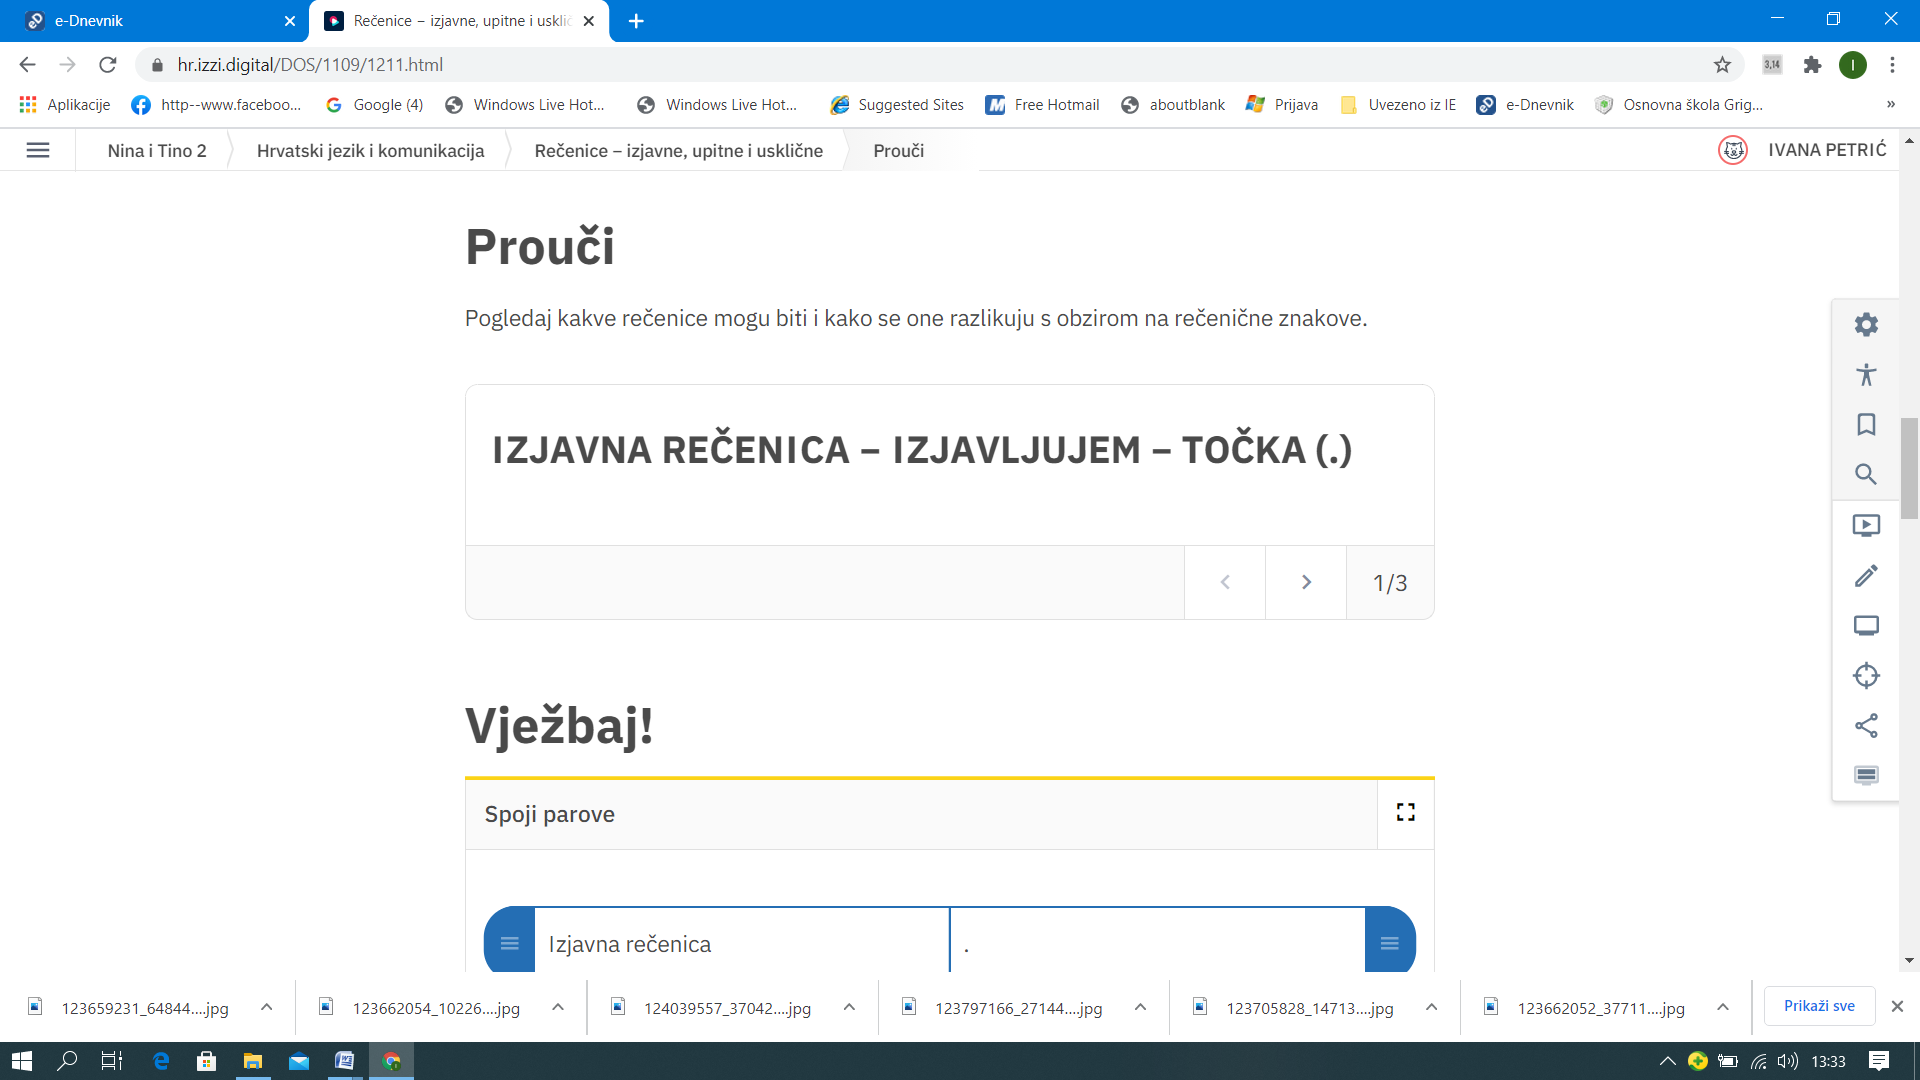 e-Dnevnik
Rečenice – izjavne, upitne i usklič
hr.izzi.digital/DOS/1109/1211.html
3,14
I
Aplikacije
http--www.faceboo...
Google (4)
Windows Live Hot...
Windows Live Hot...
Suggested Sites
Free Hotmail
aboutblank
Prijava
Uvezeno iz IE
e-Dnevnik
Osnovna škola Grig...
»
Nina i Tino 2
Hrvatski jezik i komunikacija
Rečenice – izjavne, upitne i usklične
Prouči
IVANA PETRIĆ
Prouči
Pogledaj kakve rečenice mogu biti i kako se one razlikuju s obzirom na rečenične znakove.
IZJAVNA REČENICA – IZJAVLJUJEM – TOČKA (.)
1/3
Vježbaj!
Spoji parove
Izjavna rečenica
.
123659231_64844....jpg
123662054_10226....jpg
124039557_37042....jpg
123797166_27144....jpg
123705828_14713....jpg
123662052_37711....jpg
Prikaži sve
13:33